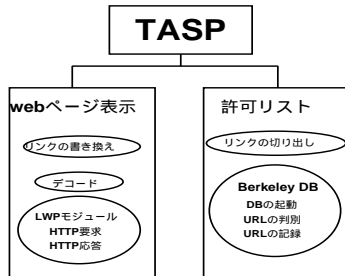 TASP
webページ表示
リンクの書き換え
デコード
LWPモジュール
HTTP要求
HTTP応答
許可リスト
リンクの切り出し
Berkeley DB
DBの起動
URLの判別
URLの記録